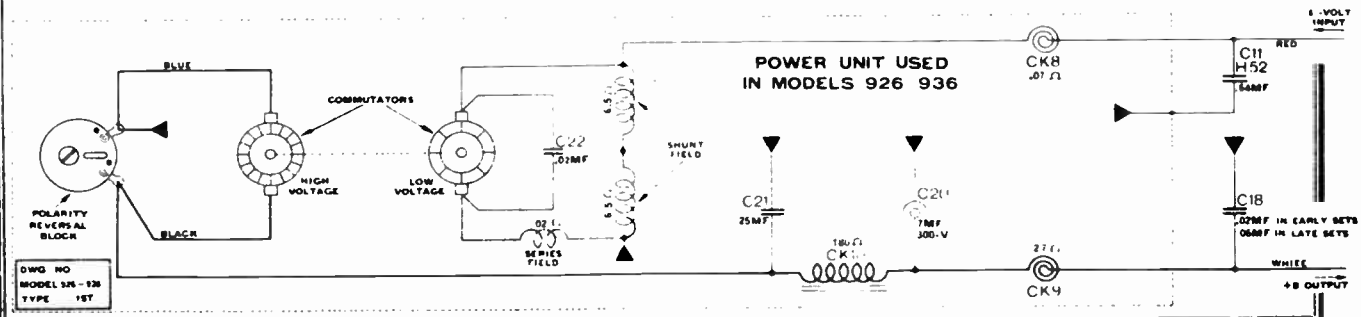 6-VOLT
INPUT
RED
C11
H52
CK8
.07 Ω
POWER UNIT USED
IN MODELS 926 936
BLUE
COMMUTATORS
C22
.02MF
6.5 Ω
SHUNT
FIELD
6.5 Ω
HIGH
VOLTAGE
LOW
VOLTAGE
POLARITY
REVERSAL
BLOCK
BLACK
.02 Ω
SERIES
FIELD
C21
.25MF
C20
7MF
300-V
C18
.02MF IN EARLY SETS
.06MF IN LATE SETS
180 Ω
27 Ω
CK9
WHITE
+B OUTPUT
DWG NO
MODEL 926-936
TYPE 1ST